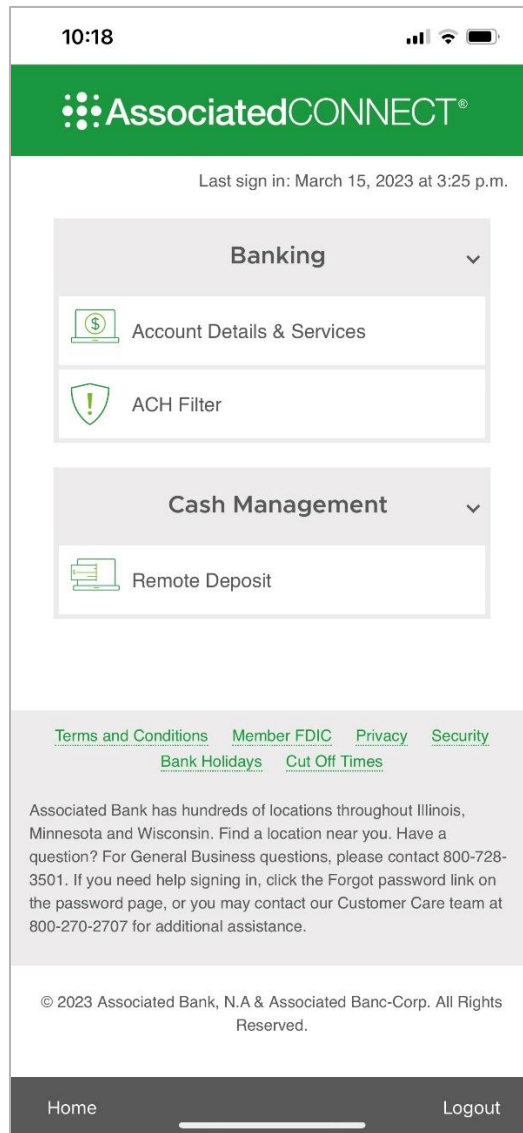 10:18
AssociatedCONNECT®
Last sign in: March 15, 2023 at 3:25 p.m.
Banking
$
Account Details & Services
!
ACH Filter
Cash Management
Remote Deposit
Terms and Conditions Member FDIC Privacy Security
Bank Holidays Cut Off Times
Associated Bank has hundreds of locations throughout Illinois,
Minnesota and Wisconsin. Find a location near you. Have a
question? For General Business questions, please contact 800-728-
3501. If you need help signing in, click the Forgot password link on
the password page, or you may contact our Customer Care team at
800-270-2707 for additional assistance.
© 2023 Associated Bank, N.A & Associated Banc-Corp. All Rights
Reserved.
Home Logout